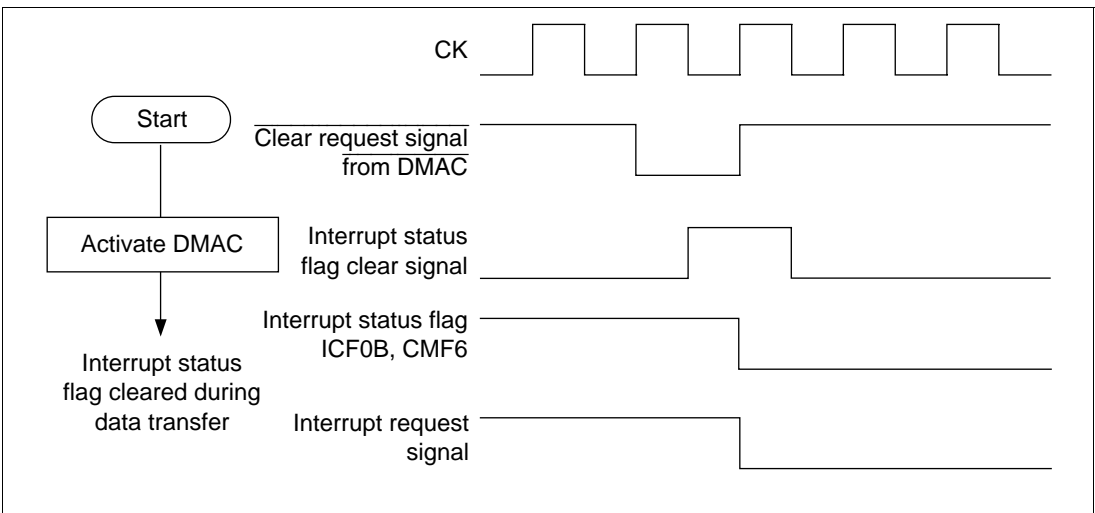 CK
Start
Clear request signal
from DMAC
Activate DMAC
Interrupt status
flag clear signal
Interrupt status flag
ICF0B, CMF6
Interrupt status
flag cleared during
data transfer
Interrupt request
signal